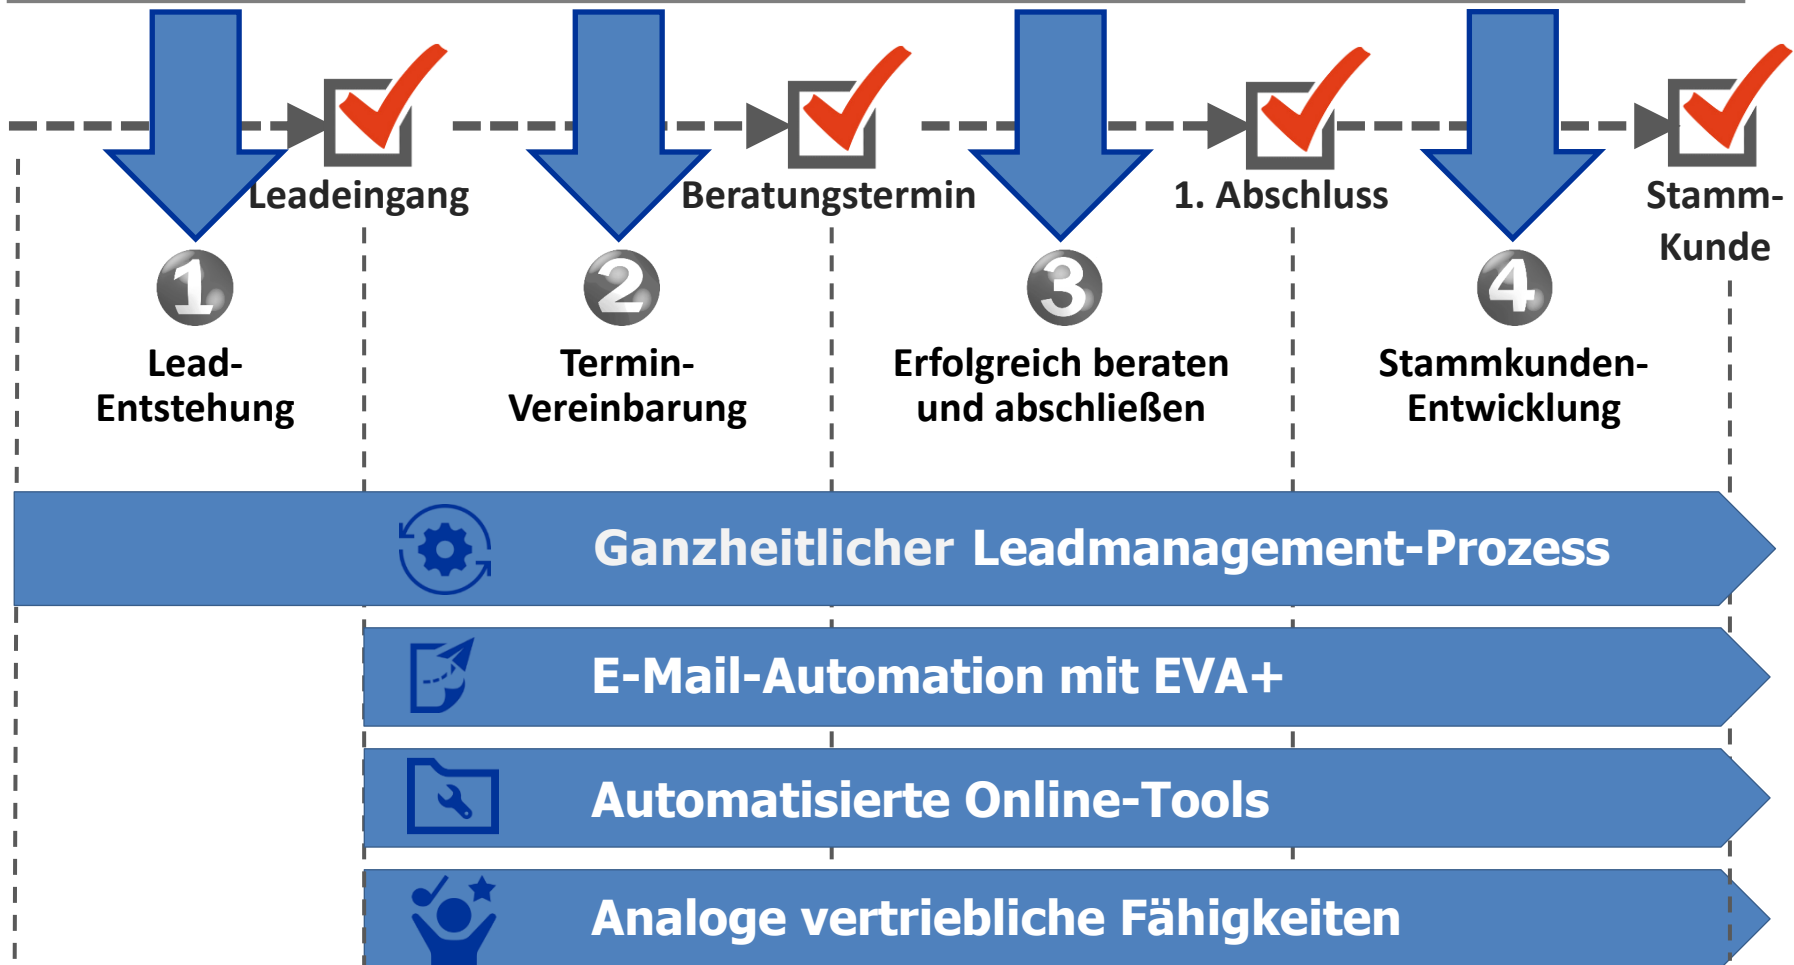 Leadeingang
Beratungstermin
1. Abschluss
Stamm-
Kunde
1
2
3
4
Lead-
Entstehung
Termin-
Vereinbarung
Erfolgreich beraten
und abschließen
Stammkunden-
Entwicklung
Ganzheitlicher Leadmanagement-Prozess
E-Mail-Automation mit EVA+
Automatisierte Online-Tools
Analoge vertriebliche Fähigkeiten